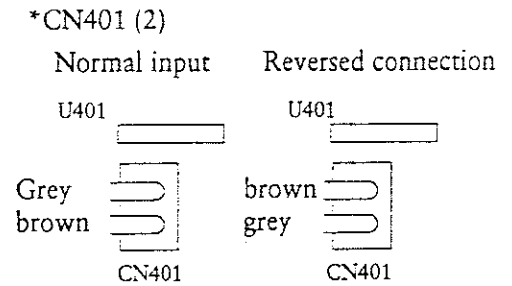 *CN401 (2)
Normal input Reversed connection
U401 U401
Grey brown
brown grey
CN401 CN401